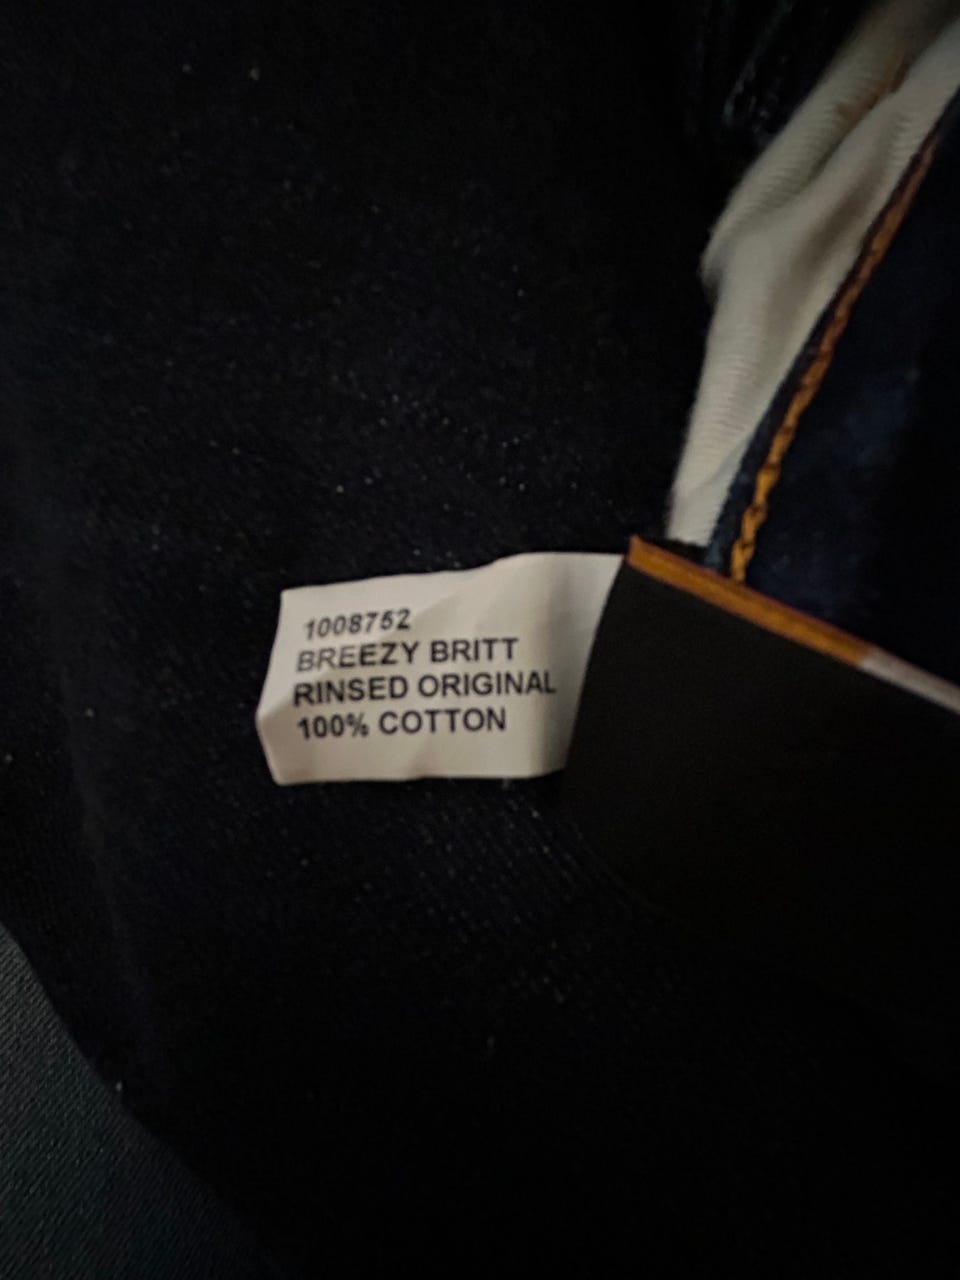 1008752
BREEZY BRITT
RINSED ORIGINAL
100% COTTON